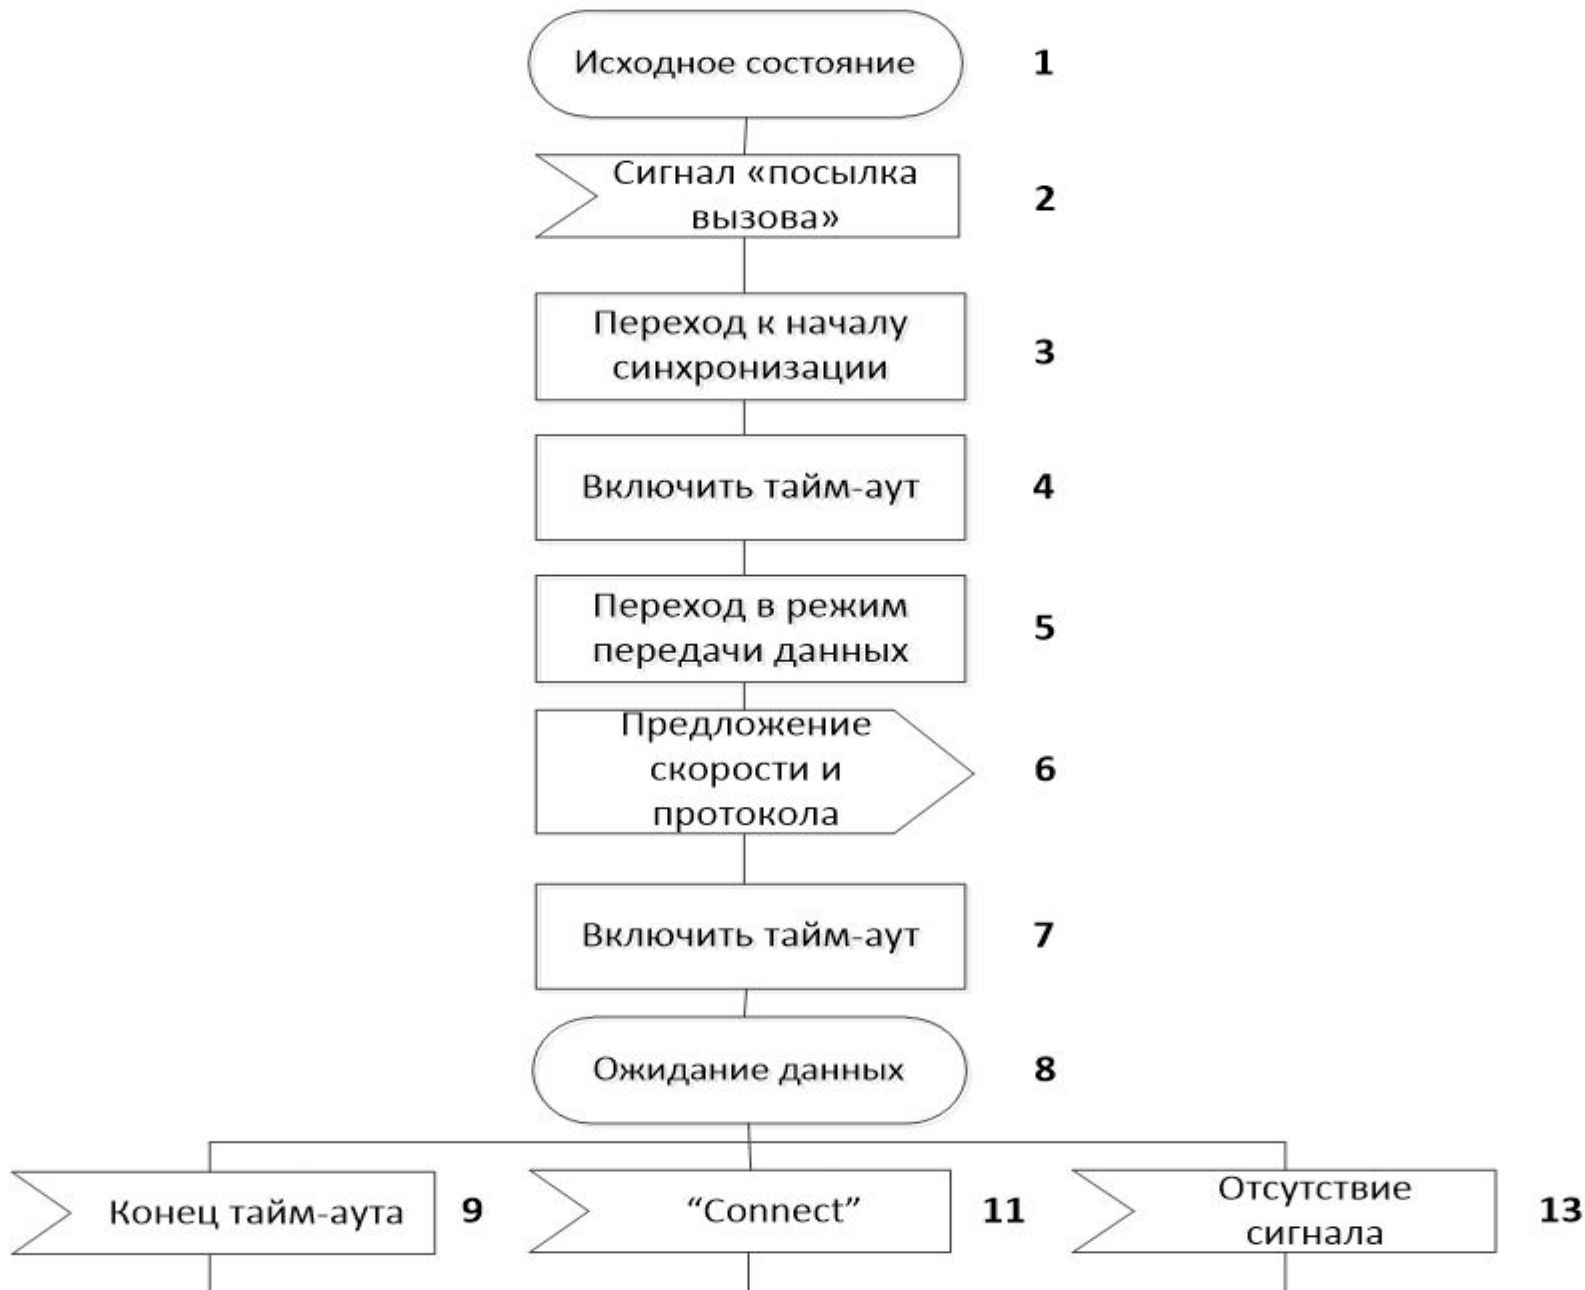 Исходное состояние
1
Сигнал «посылка
вызова»
2
Переход к началу
синхронизации
3
Включить тайм-аут
4
Переход в режим
передачи данных
5
Предложение
скорости и
протокола
6
Включить тайм-аут
7
Ожидание данных
8
Конец тайм-аута
9
“Connect”
11
Отсутствие
сигнала
13